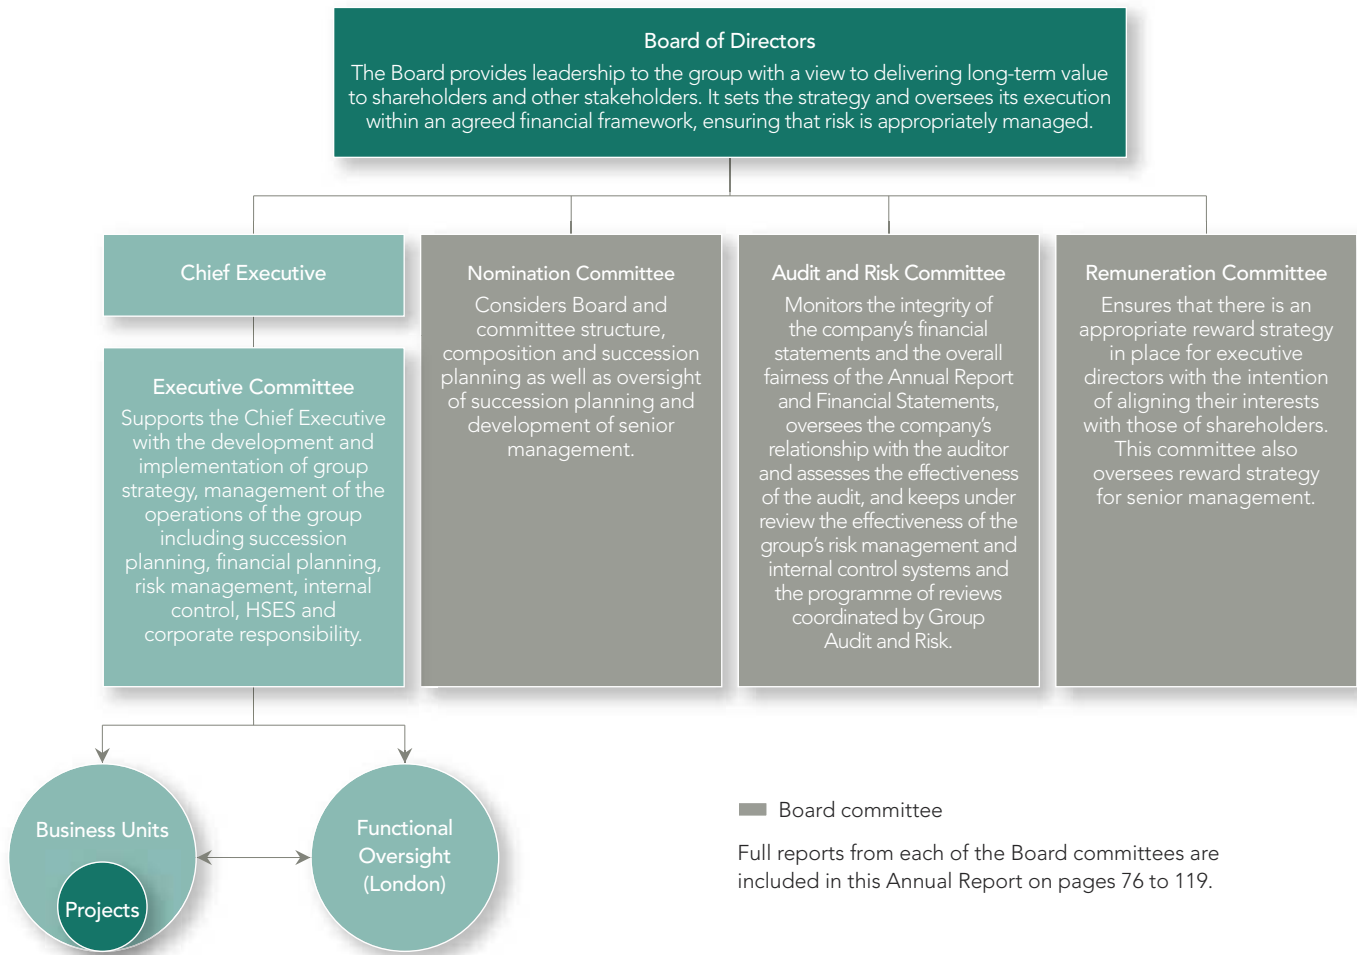 Board of Directors
The Board provides leadership to the group with a view to delivering long-term value
to shareholders and other stakeholders. It sets the strategy and oversees its execution
within an agreed financial framework, ensuring that risk is appropriately managed.
Chief Executive
Executive Committee
Supports the Chief Executive
with the development and
implementation of group
strategy, management of the
operations of the group
including succession
planning, financial planning,
risk management, internal
control, HSES and
corporate responsibility.
Nomination Committee
Considers Board and
committee structure,
composition and succession
planning as well as oversight
of succession planning and
development of senior
management.
Audit and Risk Committee
Monitors the integrity of
the company's financial
statements and the overall
fairness of the Annual Report
and Financial Statements,
oversees the company's
relationship with the auditor
and assesses the effectiveness
of the audit, and keeps under
review the effectiveness of the
group's risk management and
internal control systems and
the programme of reviews
coordinated by Group
Audit and Risk.
Remuneration Committee
Ensures that there is an
appropriate reward strategy
in place for executive
directors with the intention
of aligning their interests
with those of shareholders.
This committee also
oversees reward strategy
for senior management.
Business Units
Projects
Functional
Oversight
(London)
Board committee
Full reports from each of the Board committees are
included in this Annual Report on pages 76 to 119.